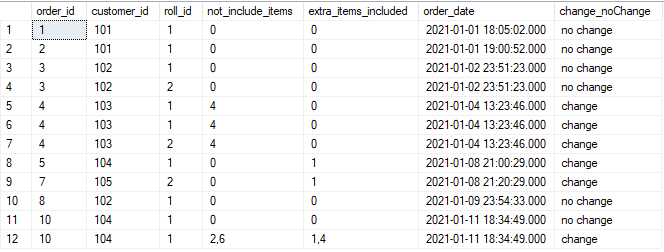 order_id customer_id roll_id not_include_items extra_items_included order_date change_noChange
1 1 101 1 0 0 2021-01-01 18:05:02.000 no change
2 2 101 1 0 0 2021-01-01 19:00:52.000 no change
3 3 102 1 0 0 2021-01-02 23:51:23.000 no change
4 3 102 2 0 0 2021-01-02 23:51:23.000 no change
5 4 103 1 4 0 2021-01-04 13:23:46.000 change
6 4 103 1 4 0 2021-01-04 13:23:46.000 change
7 4 103 2 4 0 2021-01-04 13:23:46.000 change
8 5 104 1 0 1 2021-01-08 21:00:29.000 change
9 7 105 2 0 1 2021-01-08 21:20:29.000 change
10 8 102 1 0 0 2021-01-09 23:54:33.000 no change
11 10 104 1 0 0 2021-01-11 18:34:49.000 no change
12 10 104 1 2,6 1,4 2021-01-11 18:34:49.000 change